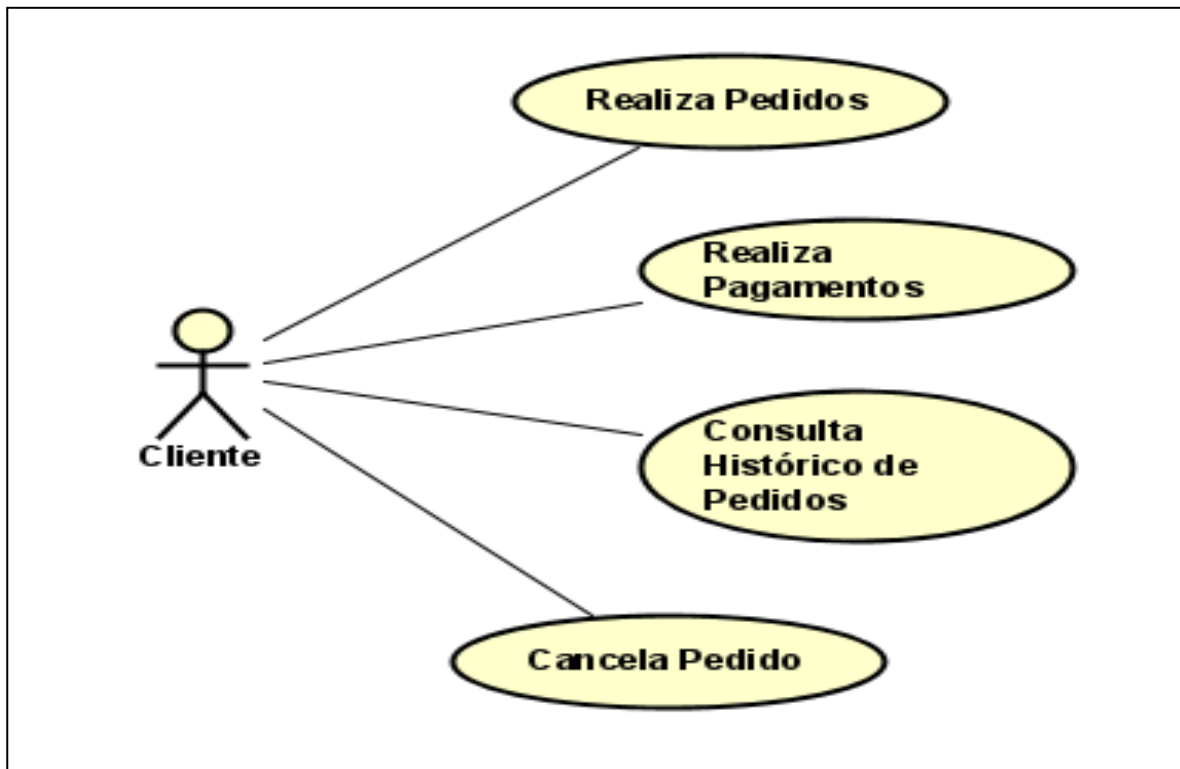 Realiza Pedidos
Realiza
Pagamentos
Cliente
Consulta
Histórico de
Pedidos
Cancela Pedido